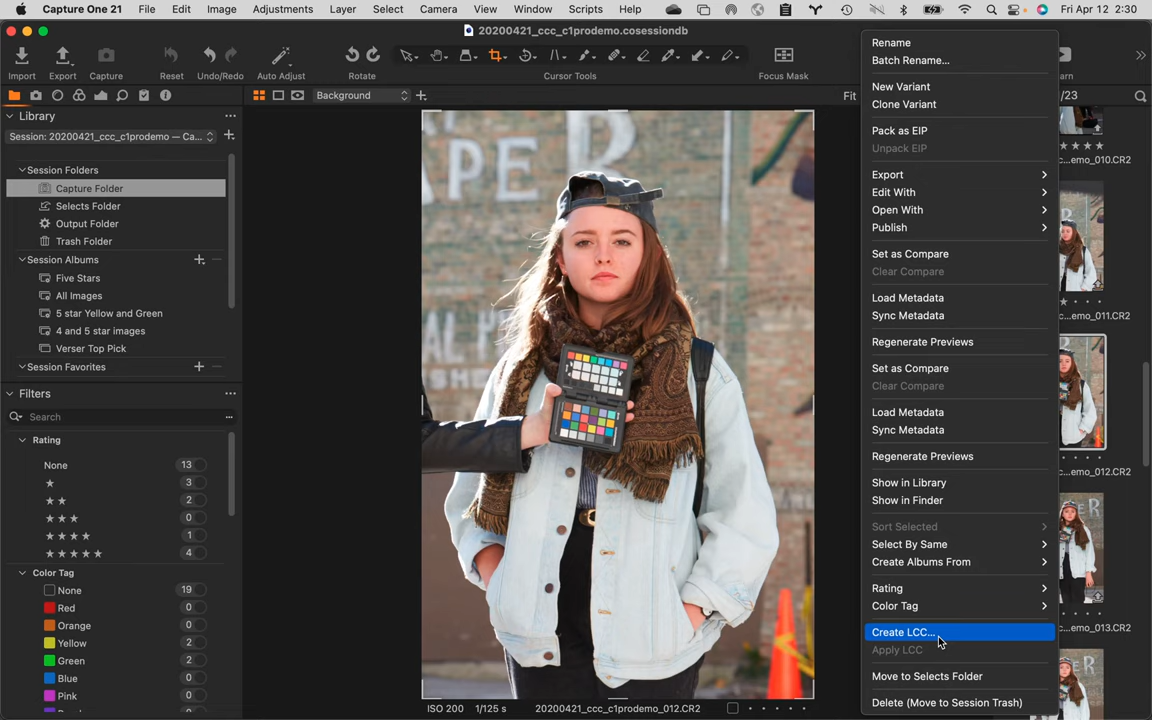 Capture One 21 File Edit Image Adjustments Layer Select Camera View Window Scripts Help Fri Apr 12 2:30
20200421_ccc_c1prodemo.cosessiondb
Import Export Capture Reset Undo/Redo Auto Adjust Rotate Cursor Tools Focus Mask
Background Fit /23
Library
Session: 20200421_ccc_c1prodemo — Ca...
Session Folders
Capture Folder
Selects Folder
Output Folder
Trash Folder
Session Albums
Five Stars
All Images
5 star Yellow and Green
4 and 5 star images
Verser Top Pick
Session Favorites
Filters
Search
Rating
None 13
★ 3
★ ★ 2
★ ★ ★ 0
★ ★ ★ ★ 1
★ ★ ★ ★ ★ 4
Color Tag
None 19
Red 0
Orange 0
Yellow 2
Green 2
Blue 0
Pink 0
APE R
ISO 200 1/125 s 20200421_ccc_c1prodemo_012.CR2
Rename
Batch Rename...
New Variant
Clone Variant
Pack as EIP
Unpack EIP
Export
Edit With
Open With
Publish
Set as Compare
Clear Compare
Load Metadata
Sync Metadata
Regenerate Previews
Set as Compare
Clear Compare
Load Metadata
Sync Metadata
Regenerate Previews
Show in Library
Show in Finder
Sort Selected
Select By Same
Create Albums From
Rating
Color Tag
Create LCC...
Apply LCC
Move to Selects Folder
Delete (Move to Session Trash)
...emo_010.CR2
c...emo_011.CR2
c...emo_012.CR2
c...emo_013.CR2